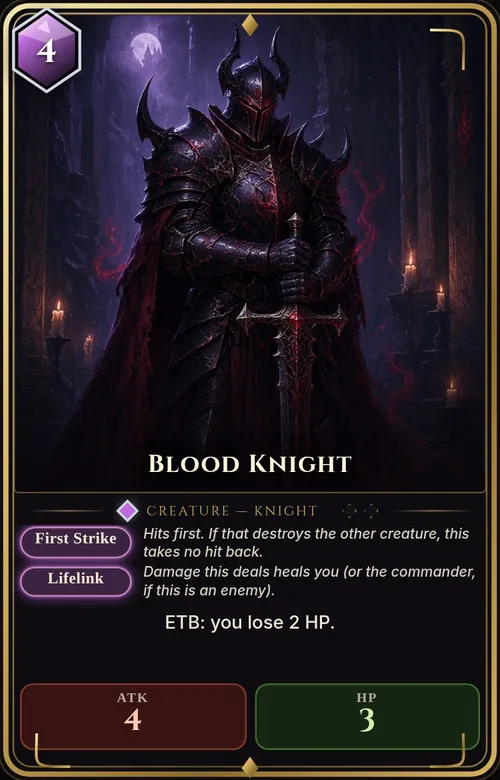 4
Blood Knight
CREATURE — KNIGHT
First Strike
Hits first. If that destroys the other creature, this
takes no hit back.
Lifelink
Damage this deals heals you (or the commander,
if this is an enemy).
ETB: you lose 2 HP.
ATK
4
HP
3